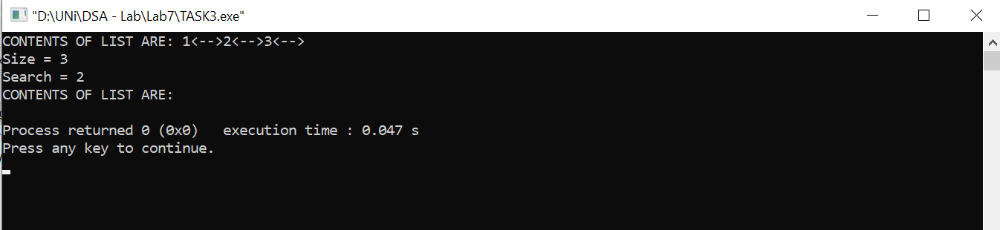 "D:\UNi\DSA - Lab\Lab7\TASK3.exe"
CONTENTS OF LIST ARE: 1<-->2<-->3<-->
Size = 3
Search = 2
CONTENTS OF LIST ARE:
Process returned 0 (0x0)   execution time : 0.047 s
Press any key to continue.